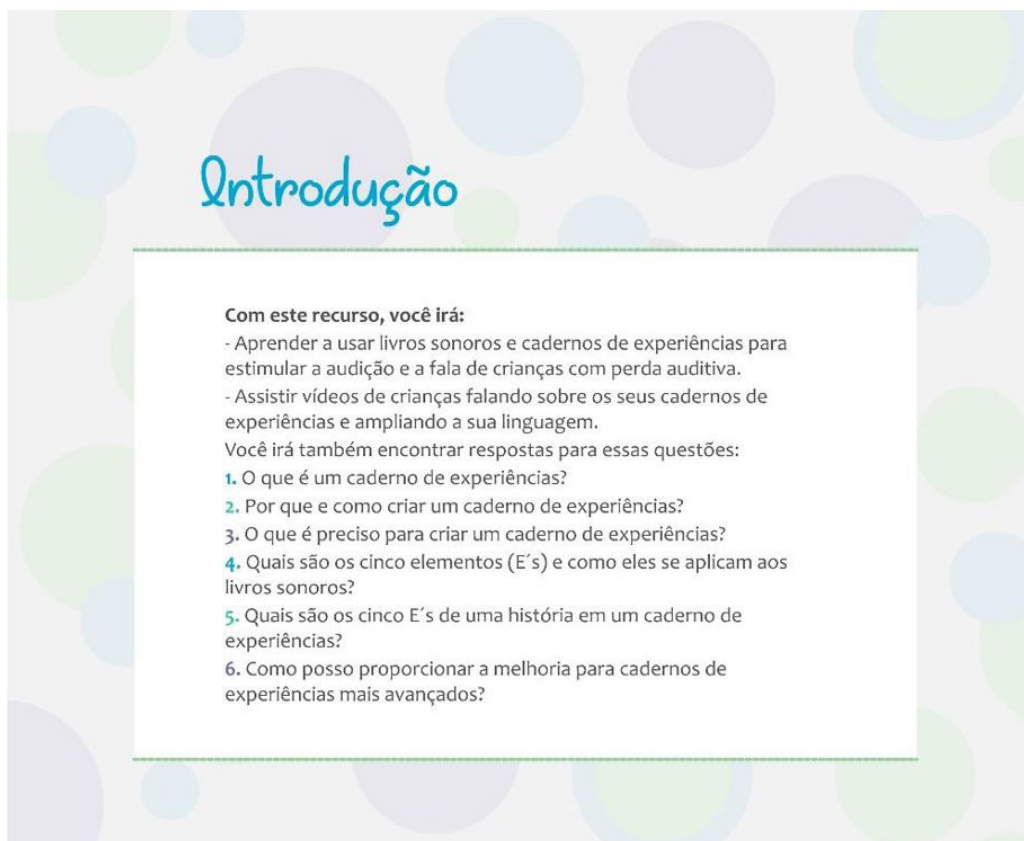 Introdução
Com este recurso, você irá:
- Aprender a usar livros sonoros e cadernos de experiências para
estimular a audição e a fala de crianças com perda auditiva.
- Assistir vídeos de crianças falando sobre os seus cadernos de
experiências e ampliando a sua linguagem.
Você irá também encontrar respostas para essas questões:
1. O que é um caderno de experiências?
2. Por que e como criar um caderno de experiências?
3. O que é preciso para criar um caderno de experiências?
4. Quais são os cinco elementos (E´s) e como eles se aplicam aos
livros sonoros?
5. Quais são os cinco E´s de uma história em um caderno de
experiências?
6. Como posso proporcionar a melhoria para cadernos de
experiências mais avançados?